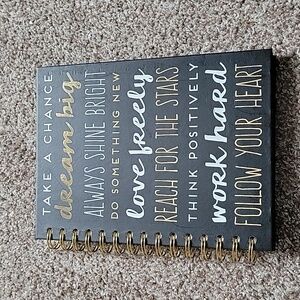 TAKE A CHANCE
dream big
ALWAYS SHINE BRIGHT
DO SOMETHING NEW
love freely
REACH FOR THE STARS
THINK POSITIVELY
work hard
FOLLOW YOUR HEART